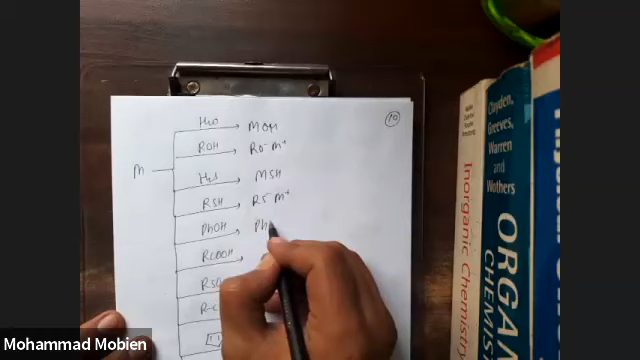 10
H₂O MOH
ROH RO⁻M⁺
M
H₂S MSH
RSH RS⁻M⁺
PhOH Ph
RCOOH
Clayden, Greeves, Warren and Wothers
ORGAN
CHEMISTRY
Inorganic Chemistry
Mohammad Mobien